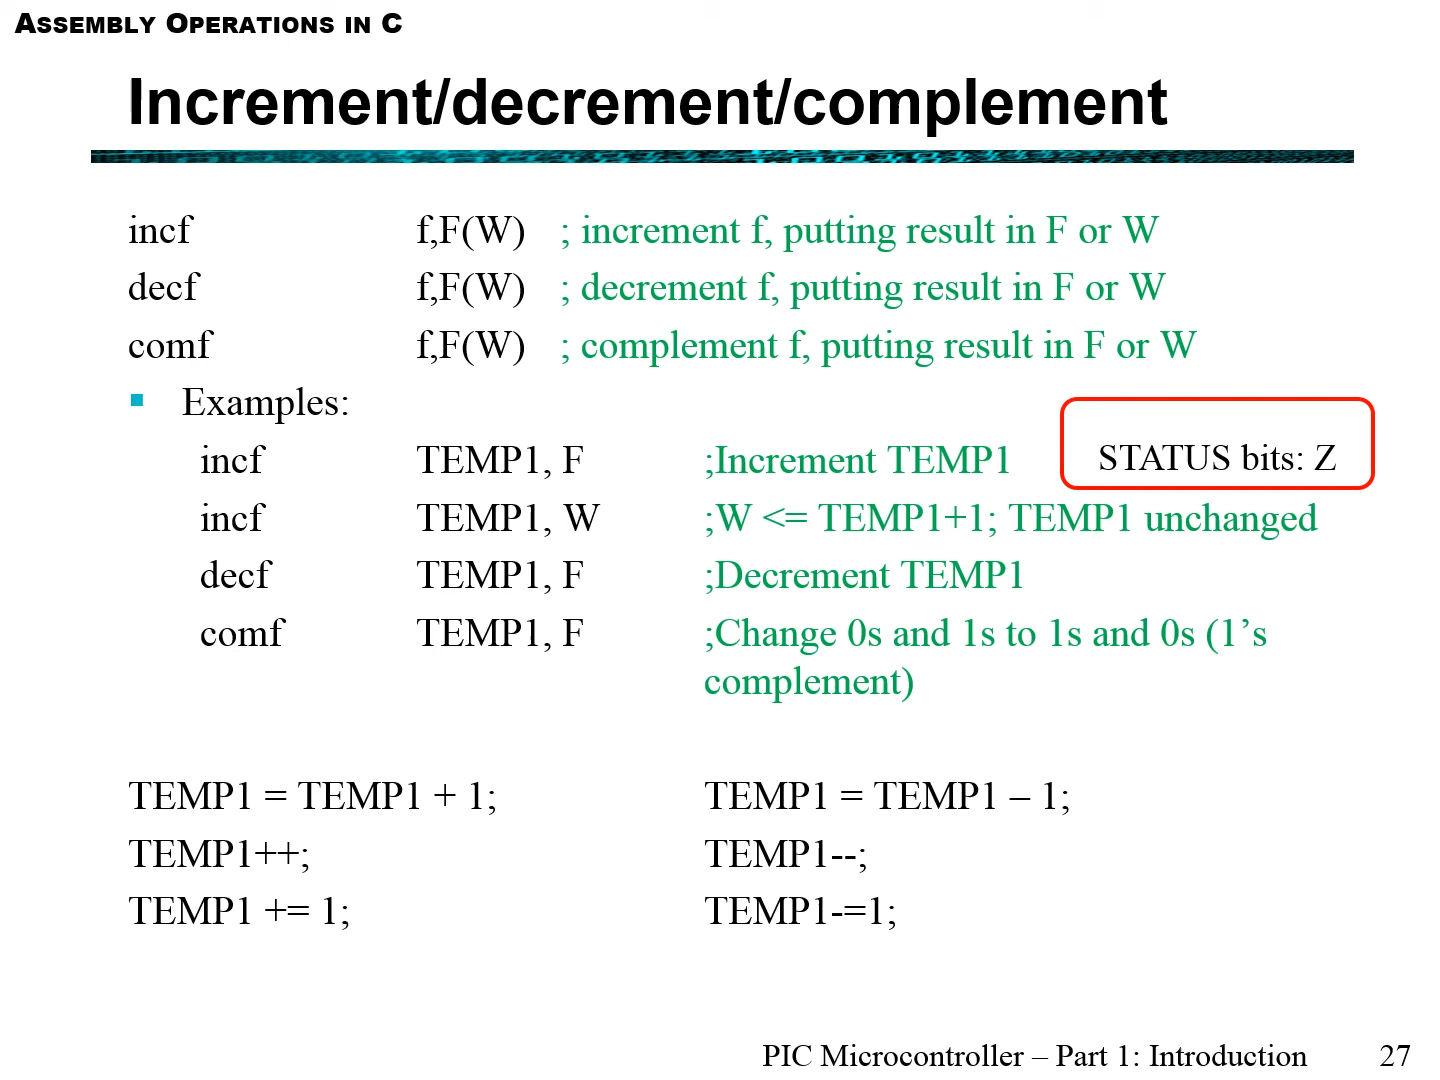 ASSEMBLY OPERATIONS IN C
Increment/decrement/complement
incf f,F(W) ; increment f, putting result in F or W
decf f,F(W) ; decrement f, putting result in F or W
comf f,F(W) ; complement f, putting result in F or W
Examples:
incf TEMP1, F ;Increment TEMP1 STATUS bits: Z
incf TEMP1, W ;W <= TEMP1+1; TEMP1 unchanged
decf TEMP1, F ;Decrement TEMP1
comf TEMP1, F ;Change 0s and 1s to 1s and 0s (1’s
complement)
TEMP1 = TEMP1 + 1; TEMP1 = TEMP1 – 1;
TEMP1++; TEMP1--;
TEMP1 += 1; TEMP1-=1;
PIC Microcontroller – Part 1: Introduction 27